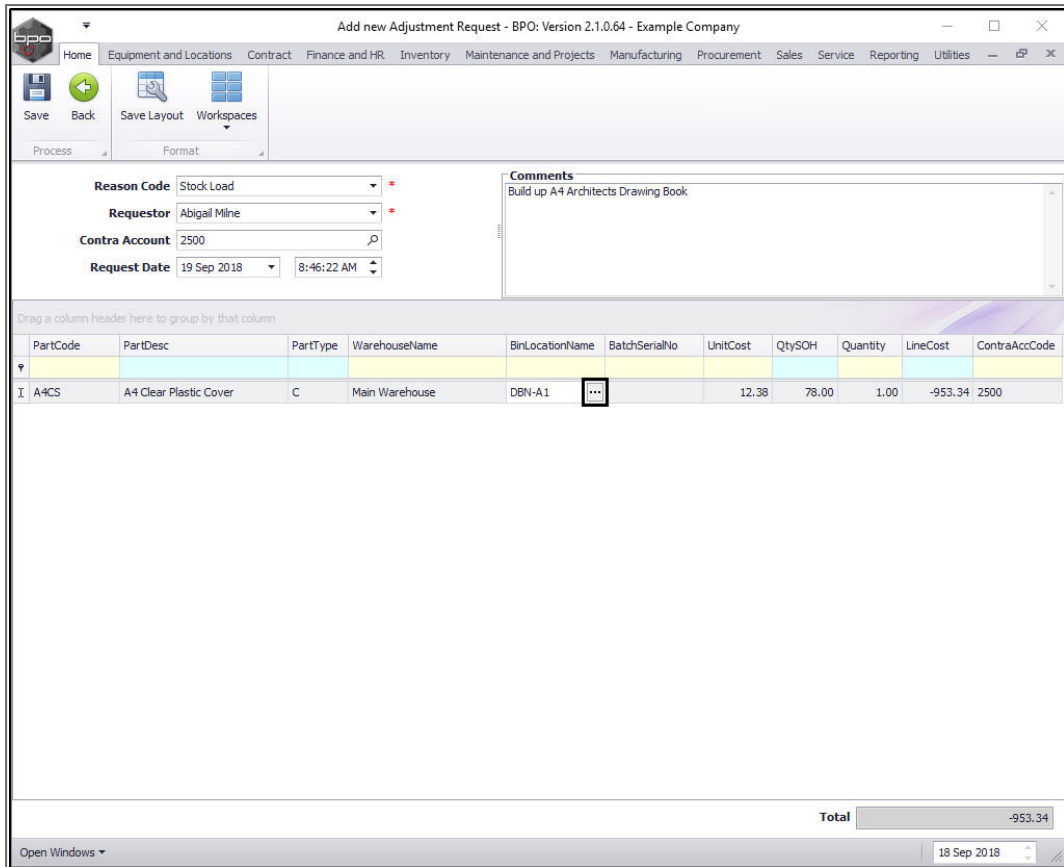 Add new Adjustment Request - BPO: Version 2.1.0.64 - Example Company
bpo
Home Equipment and Locations Contract Finance and HR Inventory Maintenance and Projects Manufacturing Procurement Sales Service Reporting Utilities
Save Back Save Layout Workspaces
Process Format
Reason Code Stock Load *
Requestor Abigail Milne *
Contra Account 2500
Request Date 19 Sep 2018 8:46:22 AM
Comments
Build up A4 Architects Drawing Book
Drag a column header here to group by that column
PartCode PartDesc PartType WarehouseName BinLocationName BatchSerialNo UnitCost QtySOH Quantity LineCost ContraAccCode
A4CS A4 Clear Plastic Cover C Main Warehouse DBN-A1 ... 12.38 78.00 1.00 -953.34 2500
Total -953.34
Open Windows 18 Sep 2018